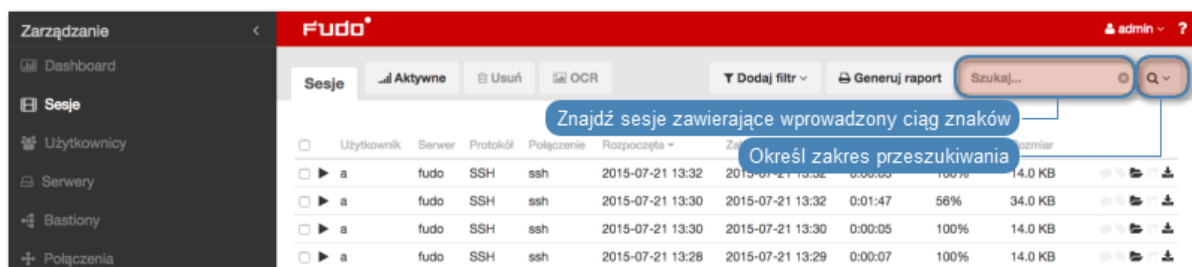 Zarządzanie
Fudo
admin ?
Dashboard
Sesje
Użytkownicy
Serwery
Bastiony
Połączenia
Sesje Aktywne Usuń OCR Dodaj filtr Generuj raport Szukaj...
Znajdź sesje zawierające wprowadzony ciąg znaków
Określ zakres przeszukiwania
Użytkownik Serwer Protokół Połączenie Rozpoczęta
a fudo SSH ssh 2015-07-21 13:32 2015-07-21 13:32 0:00:05 100% 14.0 KB
a fudo SSH ssh 2015-07-21 13:30 2015-07-21 13:32 0:01:47 56% 34.0 KB
a fudo SSH ssh 2015-07-21 13:30 2015-07-21 13:30 0:00:05 100% 14.0 KB
a fudo SSH ssh 2015-07-21 13:28 2015-07-21 13:29 0:00:07 100% 14.0 KB